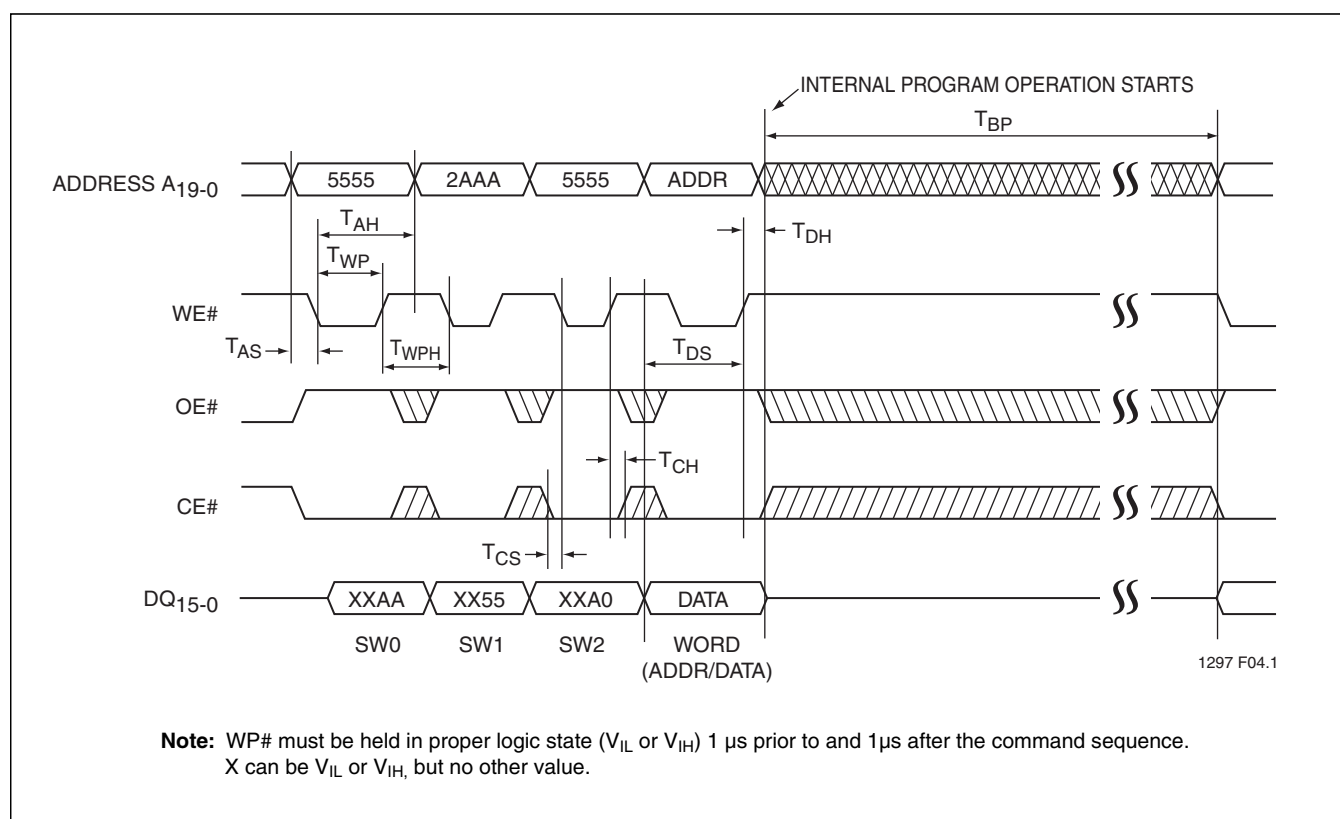 INTERNAL PROGRAM OPERATION STARTS
TBP
ADDRESS A19-0
5555 2AAA 5555 ADDR
TAH
TDH
TWP
WE#
TAS
TWPH
TDS
OE#
TCH
CE#
TCS
DQ15-0
XXAA XX55 XXA0 DATA
SW0 SW1 SW2 WORD
(ADDR/DATA)
1297 F04.1
Note: WP# must be held in proper logic state (VIL or VIH) 1 µs prior to and 1µs after the command sequence.
X can be VIL or VIH, but no other value.